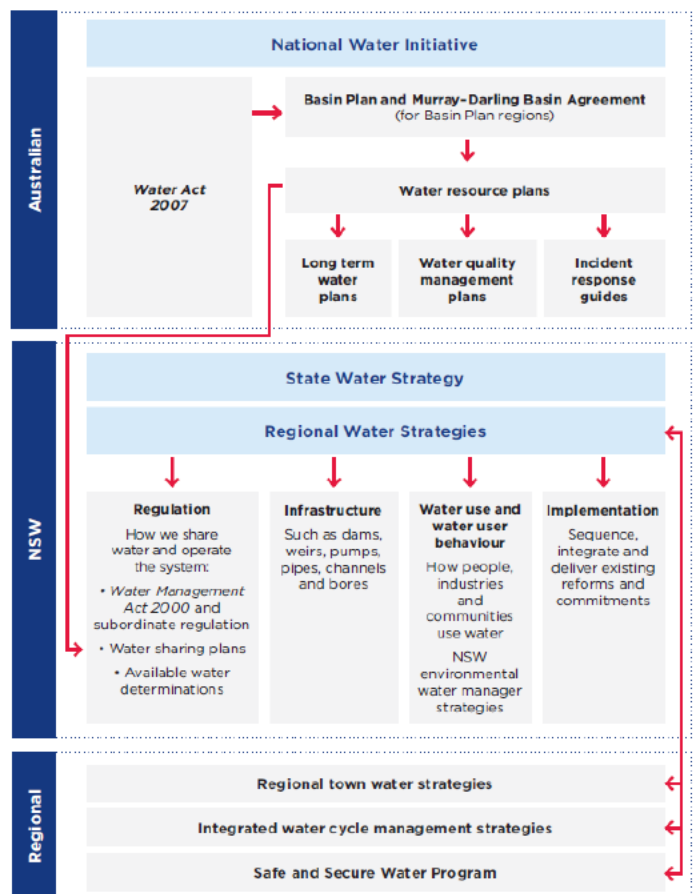 Australian
National Water Initiative
Water Act
2007
Basin Plan and Murray–Darling Basin Agreement
(for Basin Plan regions)
Water resource plans
Long term
water
plans
Water quality
management
plans
Incident
response
guides
NSW
State Water Strategy
Regional Water Strategies
Regulation
How we share
water and operate
the system:
• Water Management
Act 2000 and
subordinate regulation
• Water sharing plans
• Available water
determinations
Infrastructure
Such as dams,
weirs, pumps,
pipes, channels
and bores
Water use and
water user
behaviour
How people,
industries
and
communities
use water
NSW
environmental
water manager
strategies
Implementation
Sequence,
integrate and
deliver existing
reforms and
commitments
Regional
Regional town water strategies
Integrated water cycle management strategies
Safe and Secure Water Program